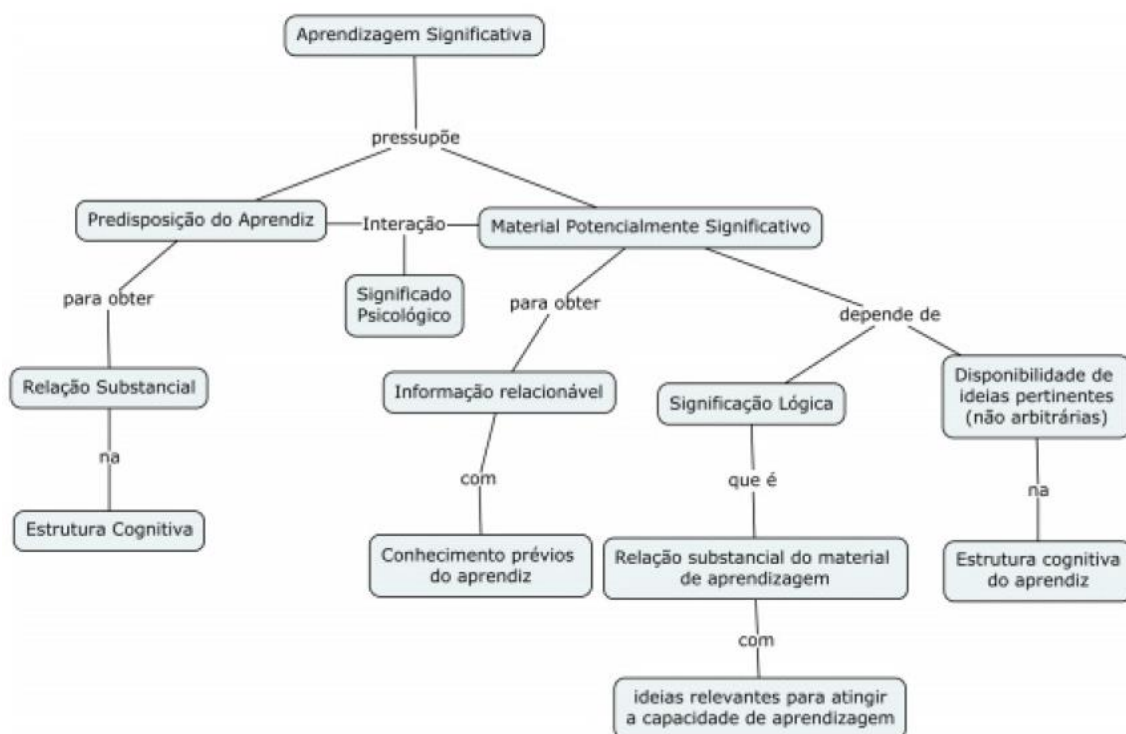 Aprendizagem Significativa
pressupõe
Predisposição do Aprendiz
Interação
Material Potencialmente Significativo
Significado
Psicológico
para obter
para obter
depende de
Relação Substancial
Informação relacionável
Significação Lógica
Disponibilidade de
ideias pertinentes
(não arbitrárias)
na
com
que é
na
Estrutura Cognitiva
Conhecimento prévios
do aprendiz
Relação substancial do material
de aprendizagem
Estrutura cognitiva
do aprendiz
com
ideias relevantes para atingir
a capacidade de aprendizagem